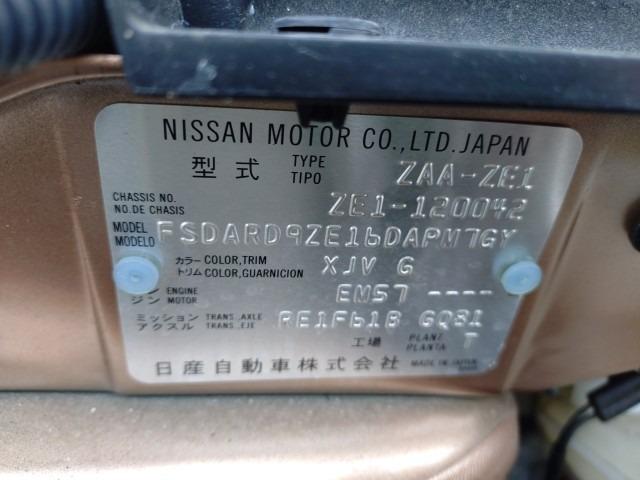 NISSAN MOTOR CO.,LTD.JAPAN
型式 TYPE TIPO ZAA-ZE1
CHASSIS NO. NO.DE CHASIS ZE1-120042
MODEL MODELO FSDARD9ZE16DAPM7GY
カラー COLOR,TRIM トリム COLOR,GUARNICION XJV G
ン ENGINE ジン MOTOR EM57 ----
ミッション TRANS.,AXLE アクスル TRANS.,EJE RE1F61B GQ81
工場 PLANT PLANTA T
日産自動車株式会社 MADE IN JAPAN